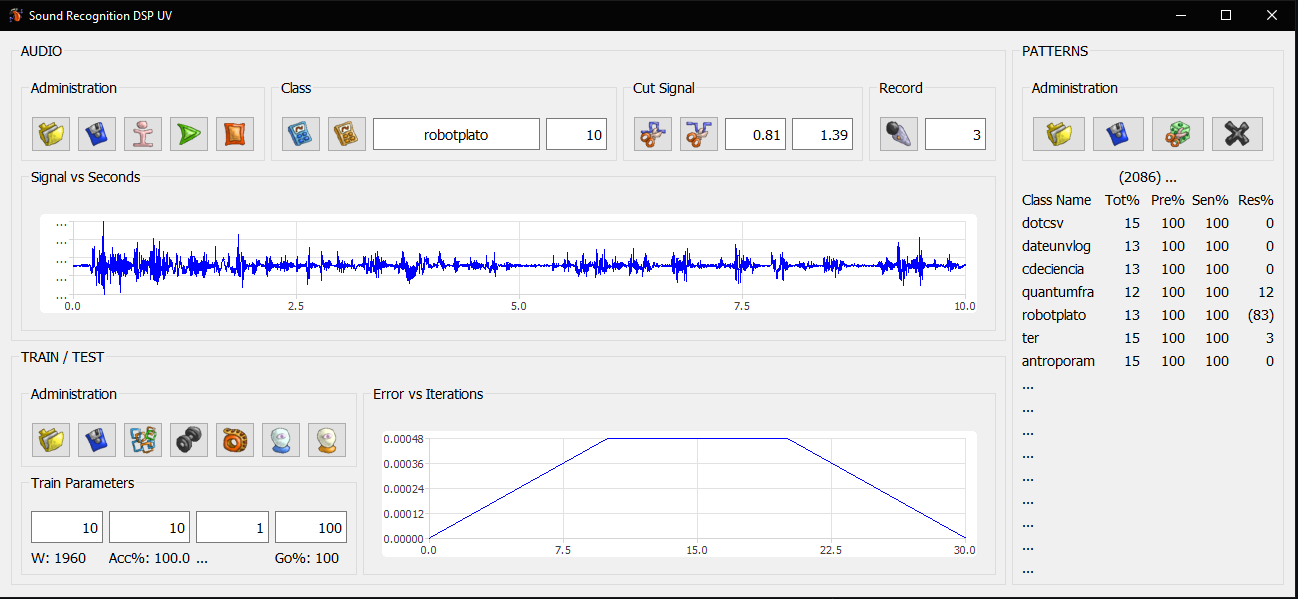 Sound Recognition DSP UV
AUDIO
Administration
Class
robotplato
10
Cut Signal
0.81
1.39
Record
3
Signal vs Seconds
...
...
...
...
...
0.0 2.5 5.0 7.5 10.0
TRAIN / TEST
Administration
Train Parameters
10 10 1 100
W: 1960 Acc%: 100.0 ... Go%: 100
Error vs Iterations
0.00048
0.00036
0.00024
0.00012
0.00000
0.0 7.5 15.0 22.5 30.0
PATTERNS
Administration
(2086) ...
Class Name Tot% Pre% Sen% Res%
dotcsv 15 100 100 0
dateunvlog 13 100 100 0
cdeciencia 13 100 100 0
quantumfra 12 100 100 12
robotplato 13 100 100 (83)
ter 15 100 100 3
antroporam 15 100 100 0
...
...
...
...
...
...
...
...
...